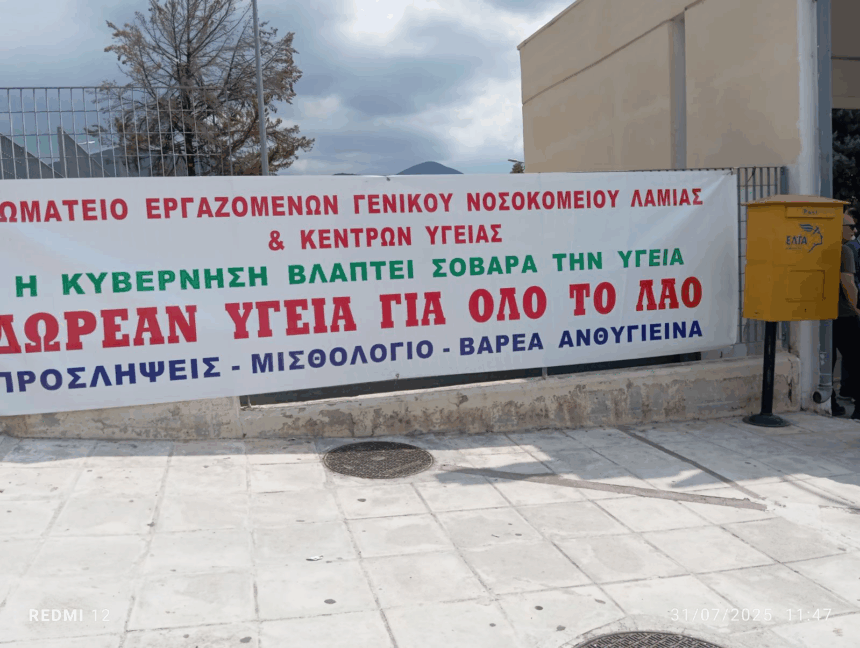 ΩΜΑΤΕΙΟ ΕΡΓΑΖΟΜΕΝΩΝ ΓΕΝΙΚΟΥ ΝΟΣΟΚΟΜΕΙΟΥ ΛΑΜΙΑΣ
& ΚΕΝΤΡΩΝ ΥΓΕΙΑΣ
Η ΚΥΒΕΡΝΗΣΗ ΒΛΑΠΤΕΙ ΣΟΒΑΡΑ ΤΗΝ ΥΓΕΙΑ
ΔΩΡΕΑΝ ΥΓΕΙΑ ΓΙΑ ΟΛΟ ΤΟ ΛΑΟ
ΠΡΟΣΛΗΨΕΙΣ - ΜΙΣΘΟΛΟΓΙΟ - ΒΑΡΕΑ ΑΝΘΥΓΙΕΙΝΑ
ΕΛΤΑ
REDMI 12
31/07/2025 11:47